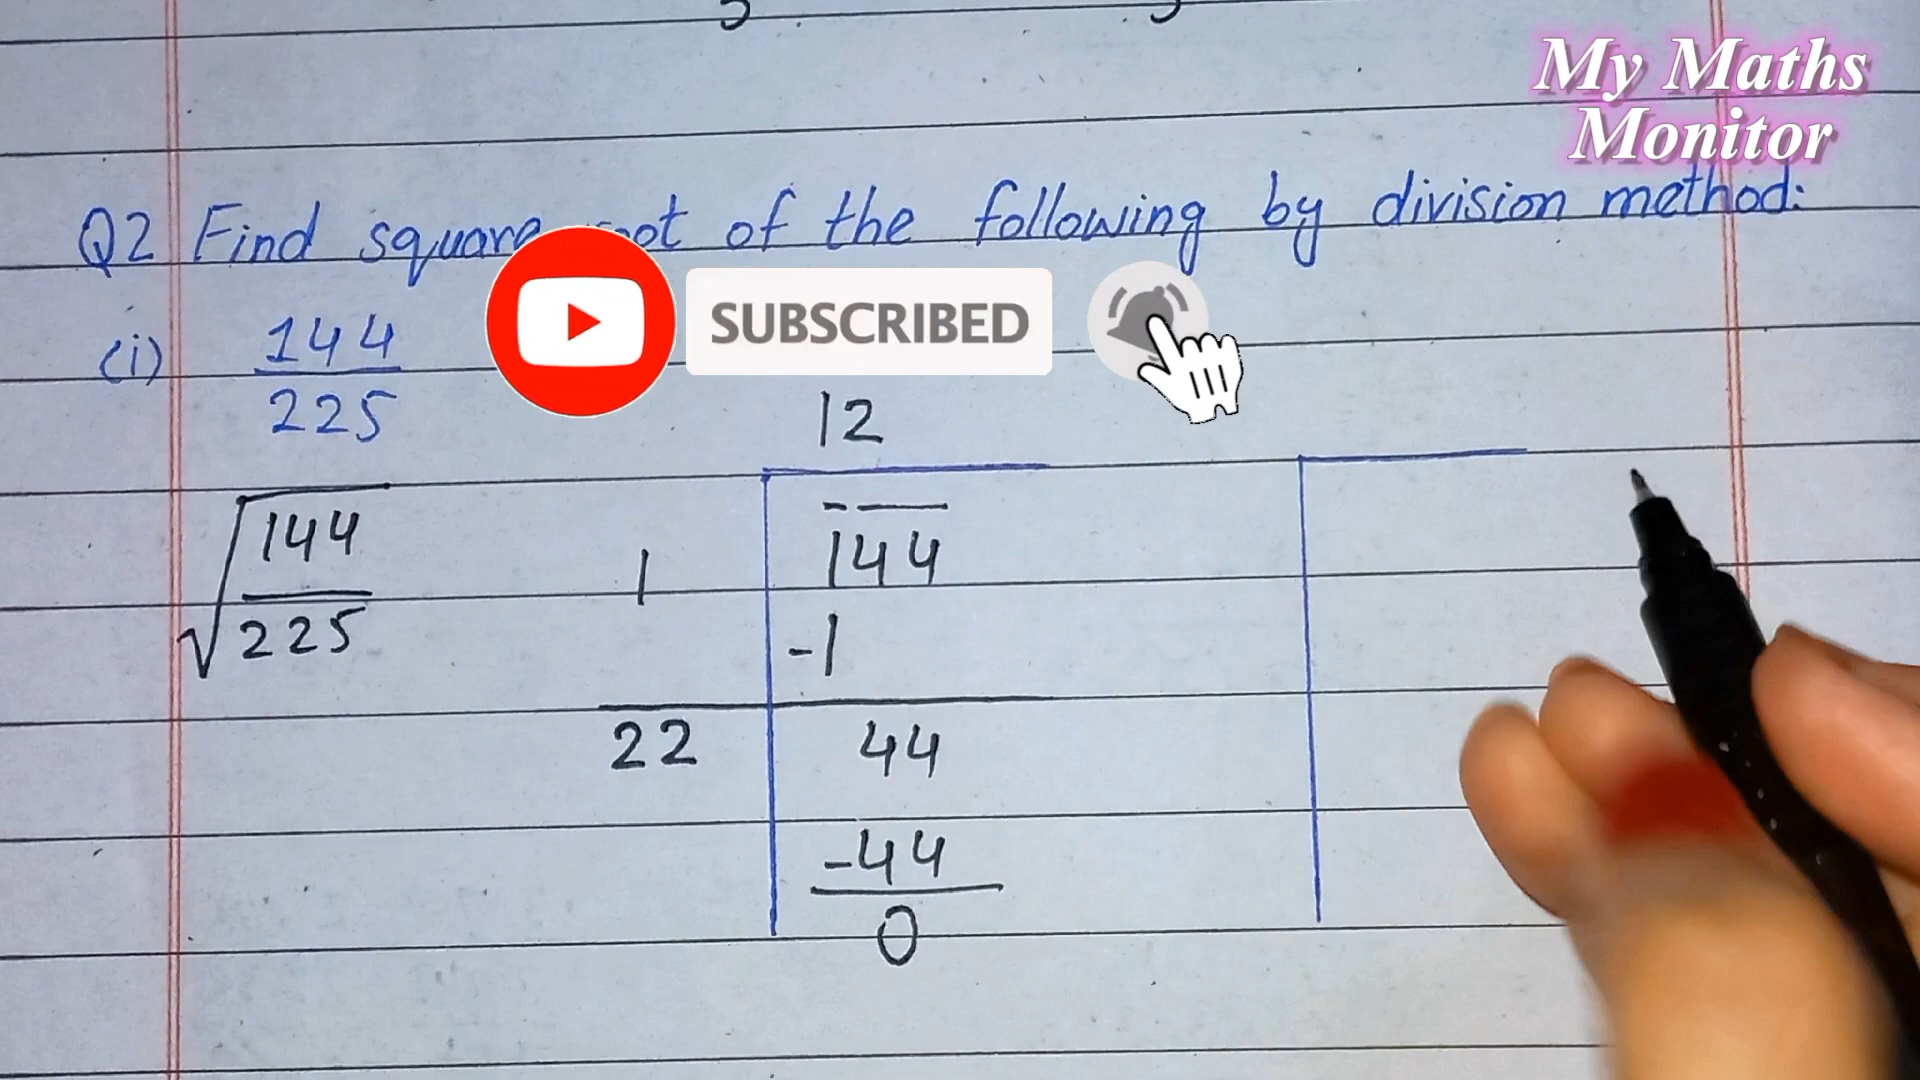 My Maths
Monitor
Q2 Find square root of the following by division method:
(i) 144
225
SUBSCRIBED
12
√144
225
1
144
-1
22
44
-44
0